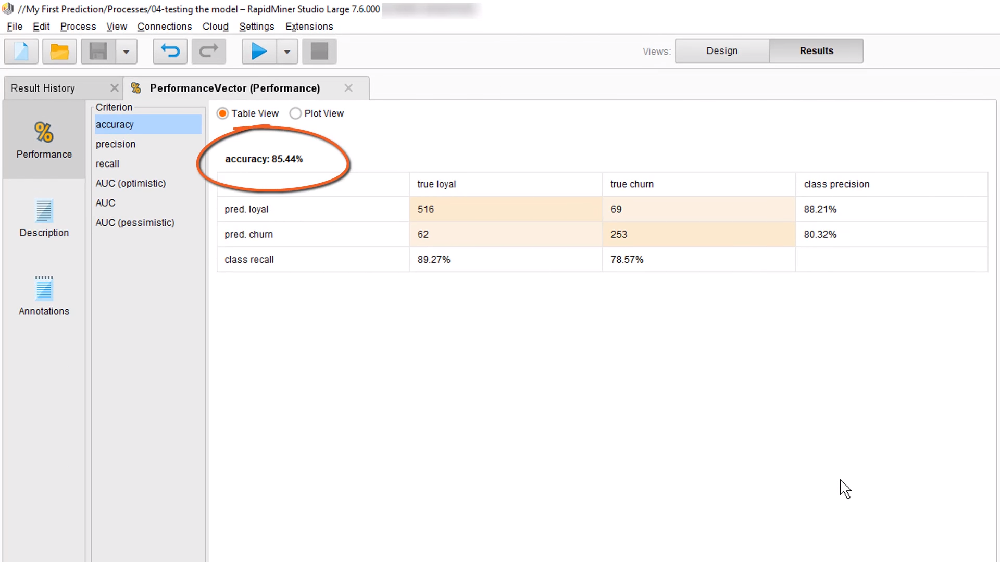 //My First Prediction/Processes/04-testing the model – RapidMiner Studio Large 7.6.000
File Edit Process View Connections Cloud Settings Extensions
Views: Design Results
Result History PerformanceVector (Performance)
Performance
Description
Annotations
Criterion
accuracy
precision
recall
AUC (optimistic)
AUC
AUC (pessimistic)
Table View Plot View
accuracy: 85.44%
true loyal true churn class precision
pred. loyal 516 69 88.21%
pred. churn 62 253 80.32%
class recall 89.27% 78.57%